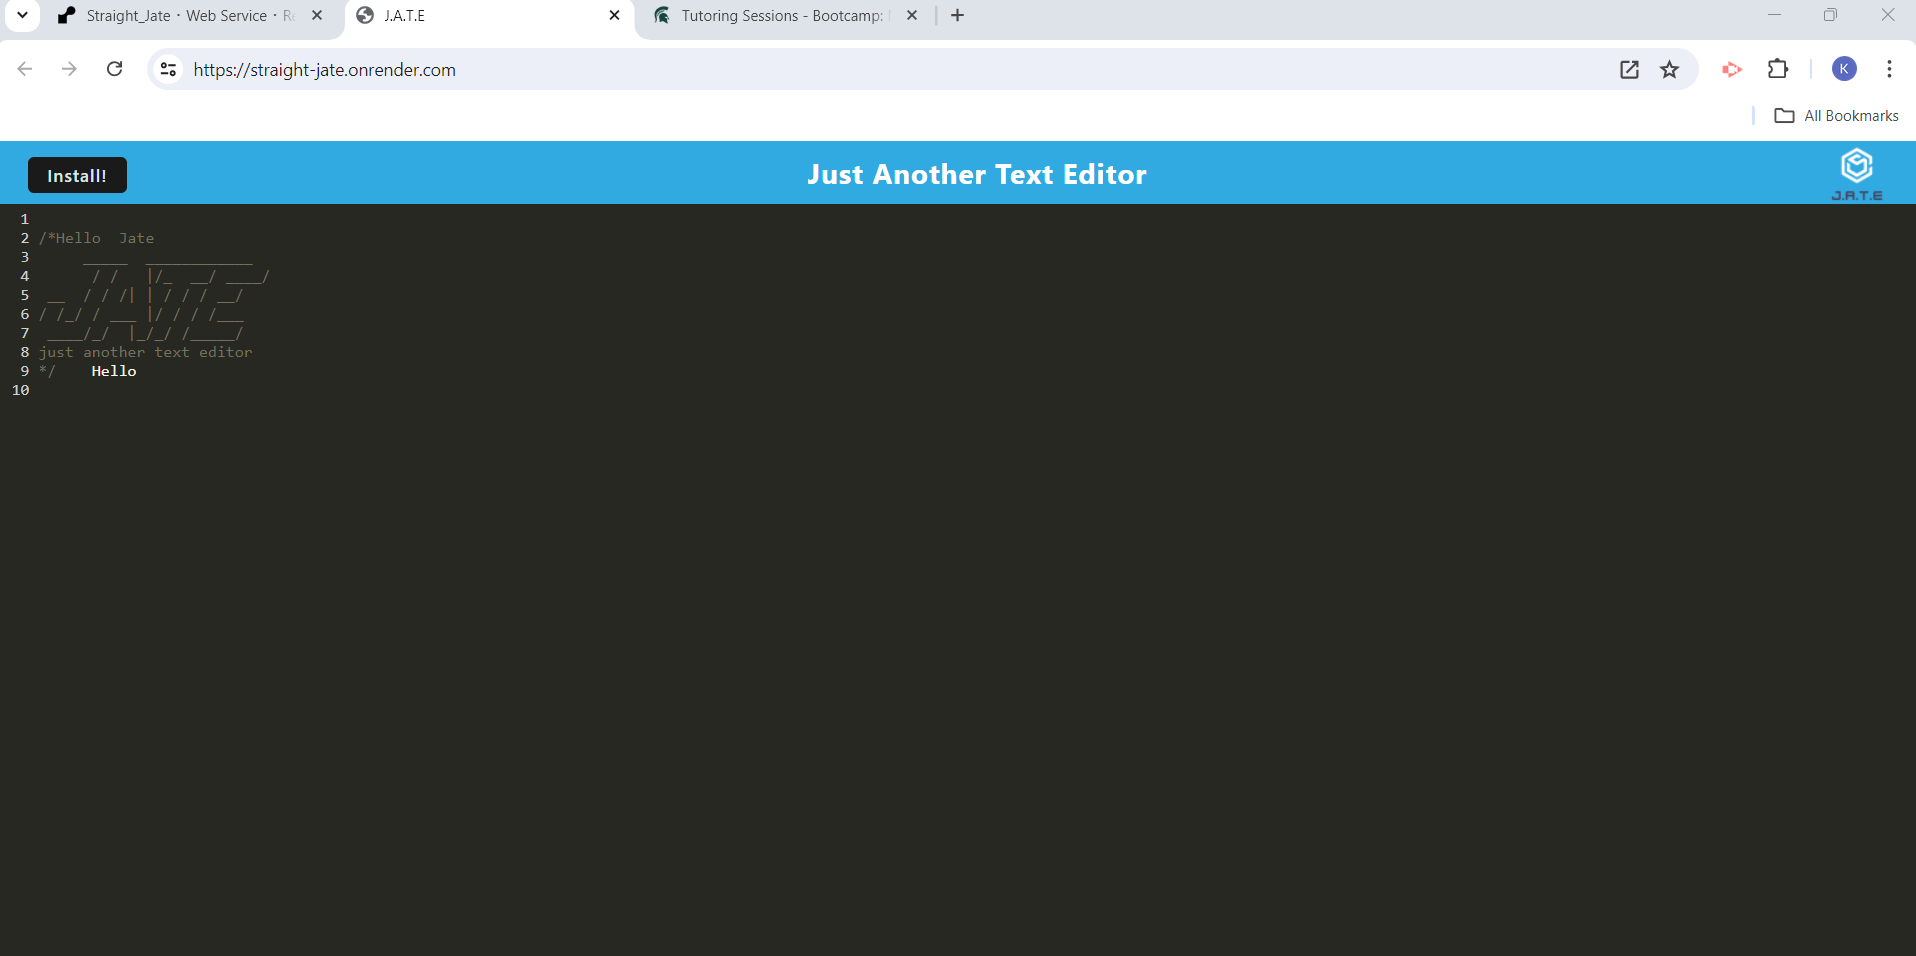 Straight_Jate · Web Service · Re
J.A.T.E
Tutoring Sessions - Bootcamp:
https://straight-jate.onrender.com
K
All Bookmarks
Install!
Just Another Text Editor
J.A.T.E
1
2 /*Hello  Jate
3      _____  ____________
4       / /   |/_  __/ ____/
5  __  / / /| | / / / __/
6 / /_/ / ___ |/ / / /___
7  ____/_/  |_/_/ /_____/
8 just another text editor
9 */    Hello
10